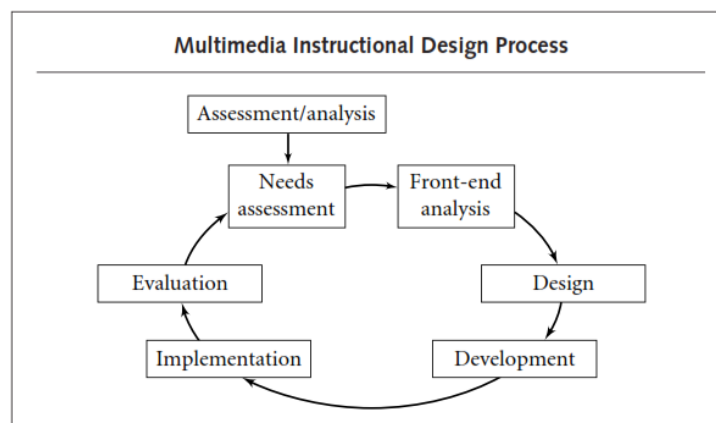 Multimedia Instructional Design Process
Assessment/analysis
Needs
assessment
Front-end
analysis
Evaluation
Design
Implementation
Development